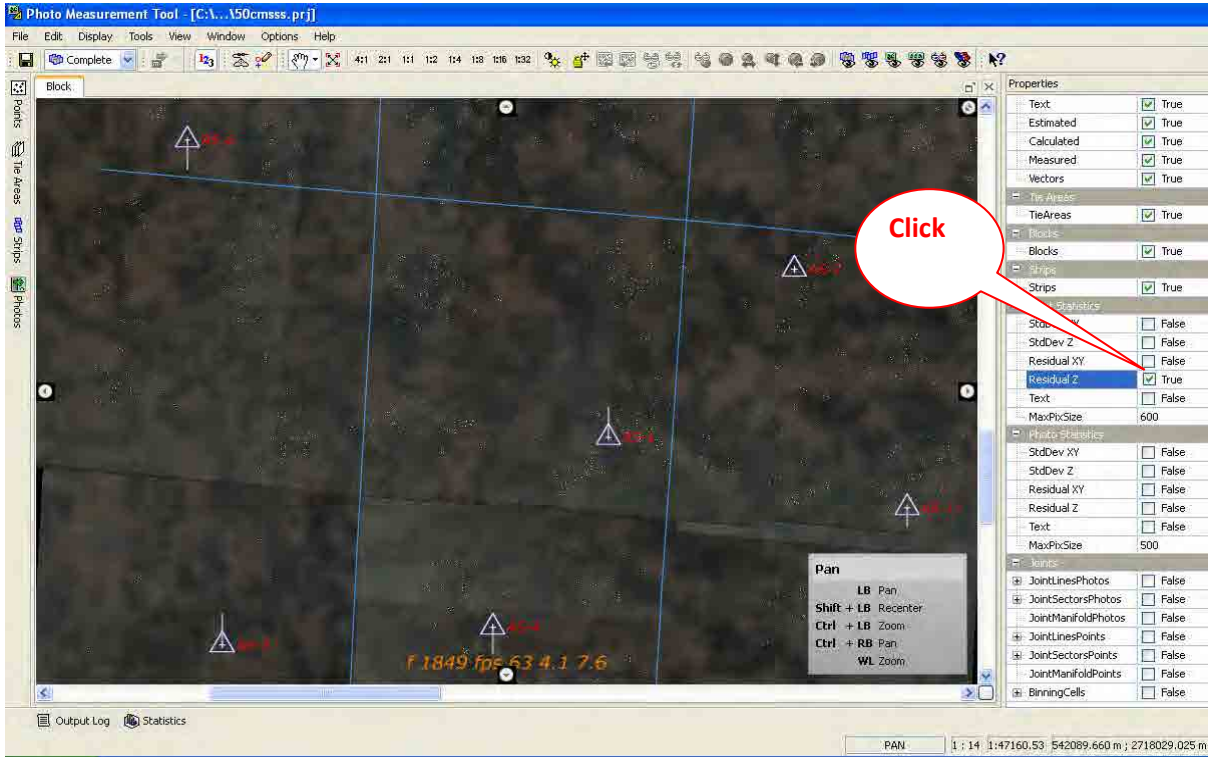 Photo Measurement Tool - [C:\...\50cmsss.prj]
File Edit Display Tools View Window Options Help
Complete 1 2 3 4:1 2:1 1:1 1:2 1:4 1:8 1:16 1:32
Block
Properties
Points
Tie Areas
Strips
Photos
Text True
Estimated True
Calculated True
Measured True
Vectors True
Tie Areas
TieAreas True
Blocks
Blocks True
Strips
Strips True
Statistics
False
StdDev Z False
Residual XY False
Residual Z True
Text False
MaxPixSize 600
Photo Statistics
StdDev XY False
StdDev Z False
Residual XY False
Residual Z False
Text False
MaxPixSize 500
Joints
JointLinesPhotos False
JointSectorsPhotos False
JointManifoldPhotos False
JointLinesPoints False
JointSectorsPoints False
JointManifoldPoints False
BinningCells False
Click
Pan
LB Pan
Shift + LB Recenter
Ctrl + LB Zoom
Ctrl + RB Pan
WL Zoom
f 1849 fps 63 4.1 7.6
Output Log Statistics
PAN 1 : 14 1:47160.53 542089.660 m ; 2718029.025 m